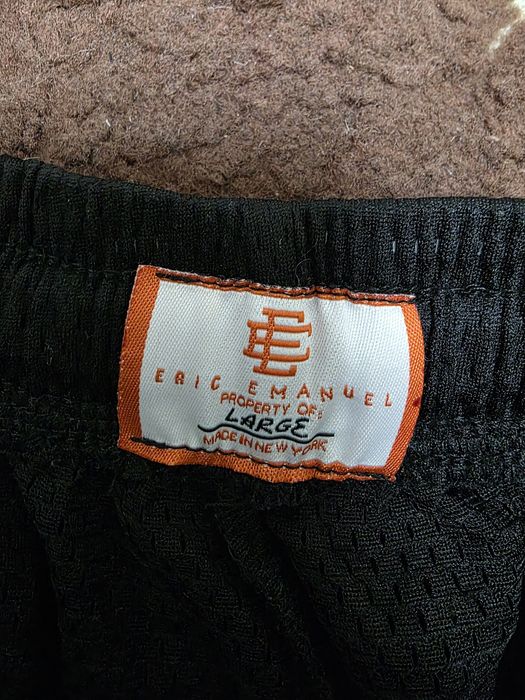 EE
ERIC EMANUEL
PROPERTY OF:
LARGE
MADE IN NEW YORK